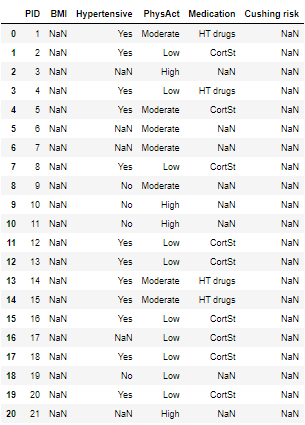 PID BMI Hypertensive PhysAct Medication Cushing risk
0 1 NaN Yes Moderate HT drugs NaN
1 2 NaN Yes Low CortSt NaN
2 3 NaN NaN High NaN NaN
3 4 NaN Yes Low HT drugs NaN
4 5 NaN Yes Moderate CortSt NaN
5 6 NaN NaN Moderate NaN NaN
6 7 NaN NaN Moderate NaN NaN
7 8 NaN Yes Low CortSt NaN
8 9 NaN No Moderate NaN NaN
9 10 NaN No High NaN NaN
10 11 NaN No High NaN NaN
11 12 NaN Yes Low CortSt NaN
12 13 NaN Yes Low CortSt NaN
13 14 NaN Yes Moderate HT drugs NaN
14 15 NaN Yes Moderate HT drugs NaN
15 16 NaN Yes Low CortSt NaN
16 17 NaN NaN Low CortSt NaN
17 18 NaN Yes Low CortSt NaN
18 19 NaN No Low NaN NaN
19 20 NaN Yes Low CortSt NaN
20 21 NaN NaN High NaN NaN